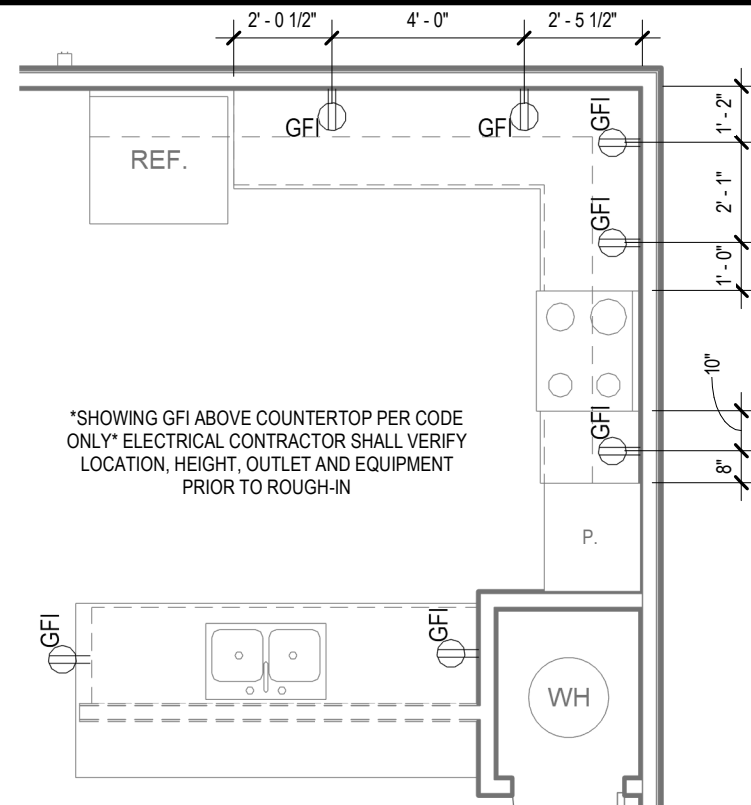 2' - 0 1/2"
4' - 0"
2' - 5 1/2"
GFI
GFI
GFI
1' - 2"
REF.
2' - 1"
GFI
1' - 0"
10"
*SHOWING GFI ABOVE COUNTERTOP PER CODE
ONLY* ELECTRICAL CONTRACTOR SHALL VERIFY
LOCATION, HEIGHT, OUTLET AND EQUIPMENT
PRIOR TO ROUGH-IN
GFI
8"
P.
GFI
GFI
WH